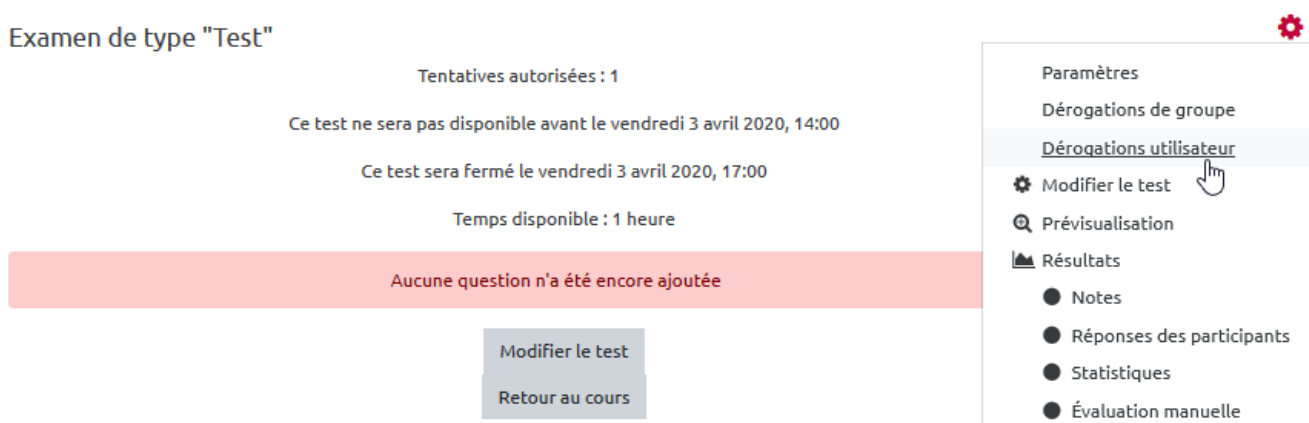 Examen de type "Test"
Tentatives autorisées : 1
Ce test ne sera pas disponible avant le vendredi 3 avril 2020, 14:00
Ce test sera fermé le vendredi 3 avril 2020, 17:00
Temps disponible : 1 heure
Aucune question n'a été encore ajoutée
Modifier le test
Retour au cours
Paramètres
Dérogations de groupe
Dérogations utilisateur
Modifier le test
Prévisualisation
Résultats
Notes
Réponses des participants
Statistiques
Évaluation manuelle